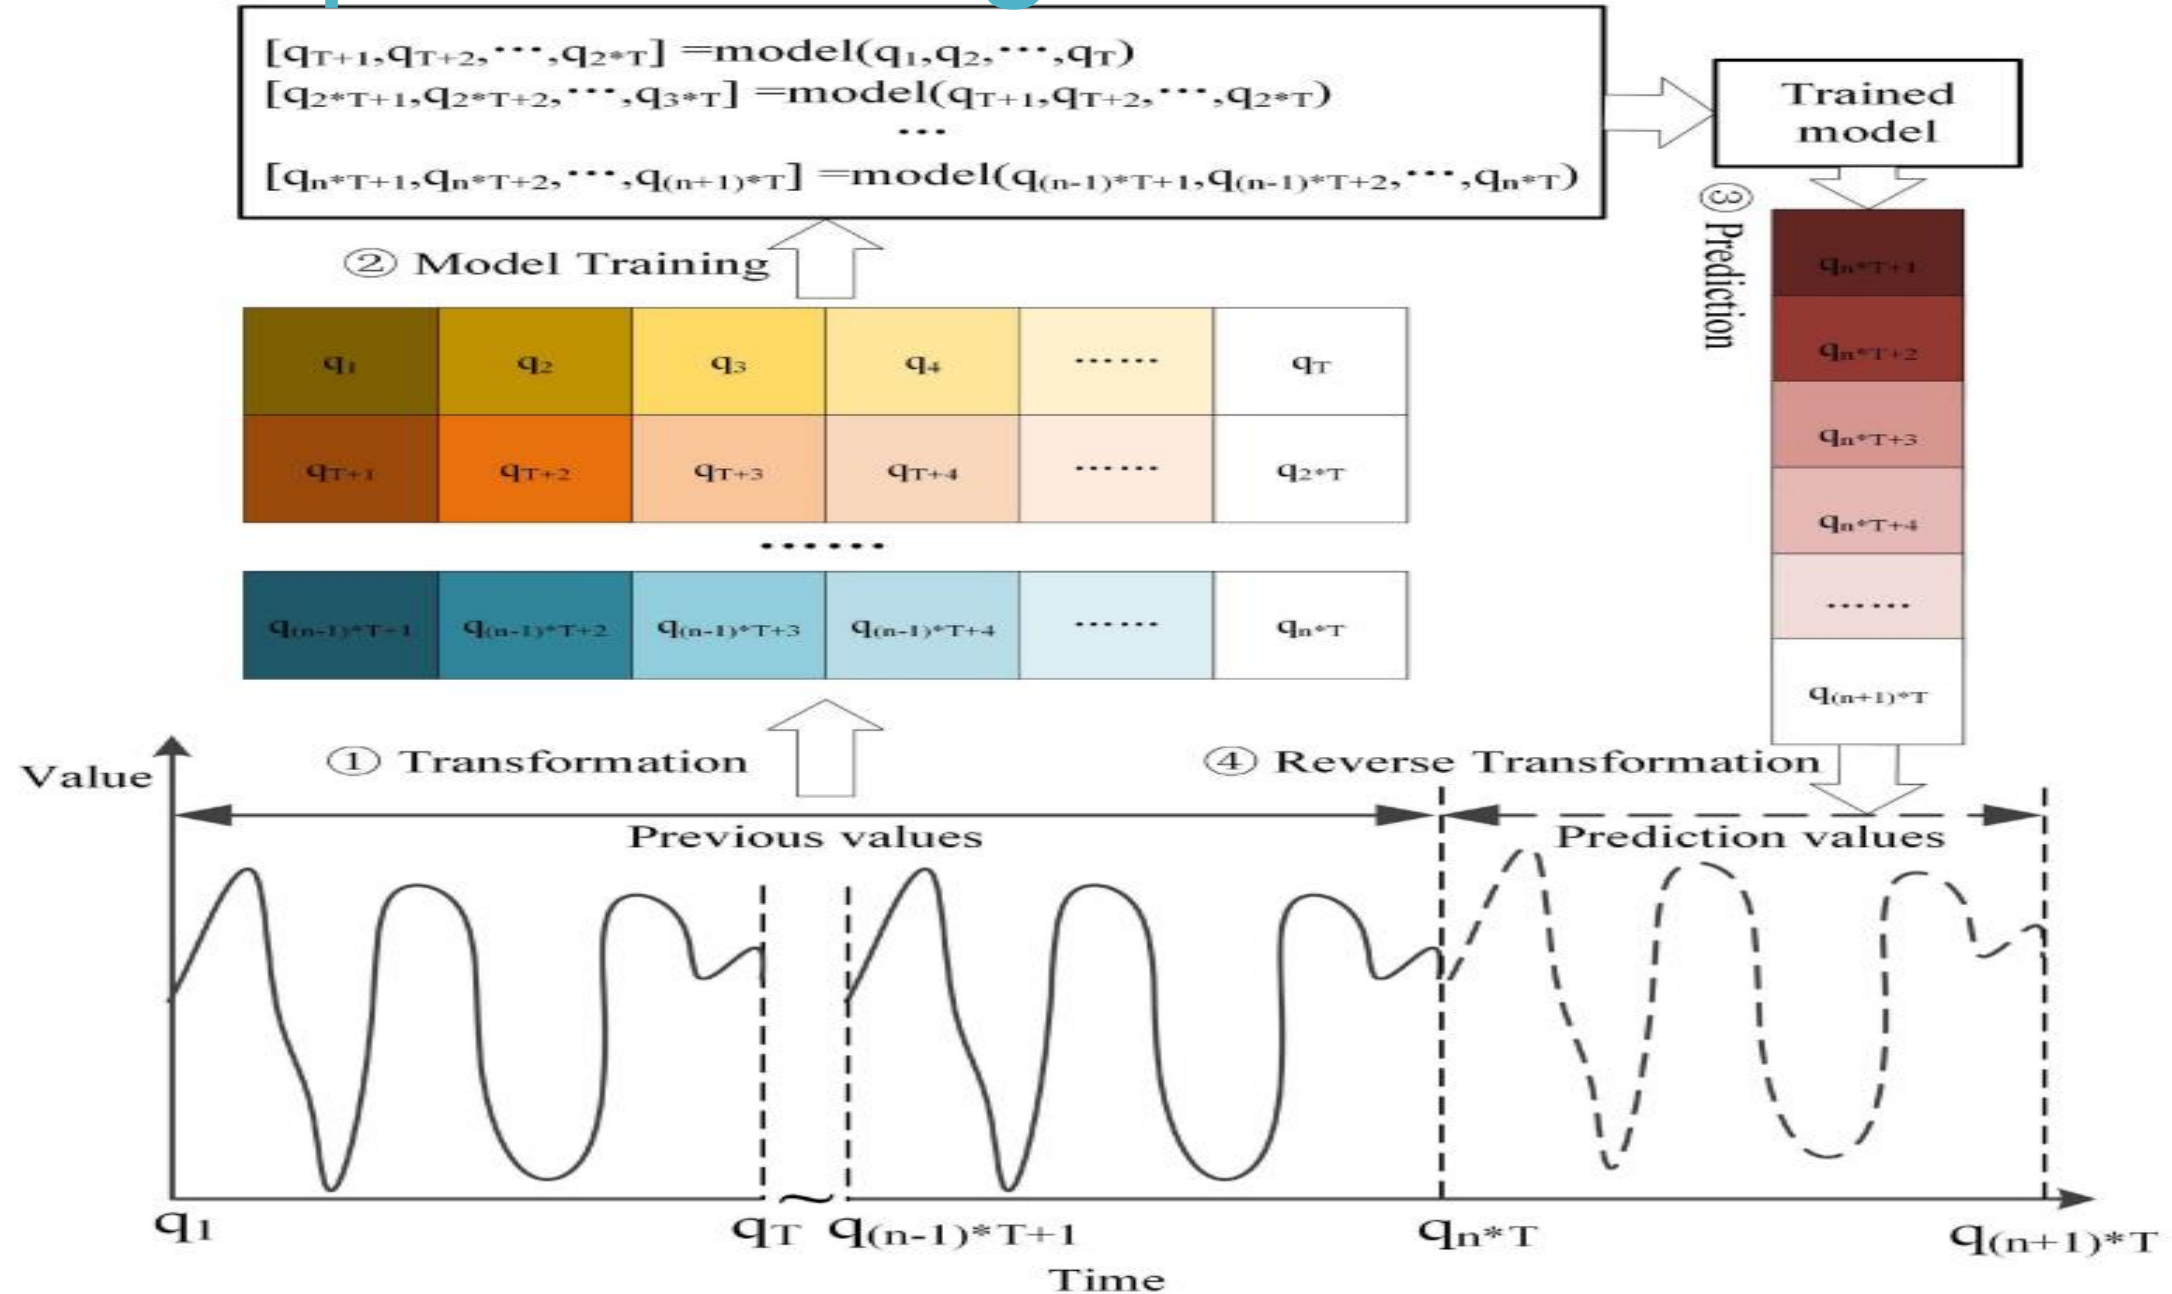 [qT+1,qT+2,···,q2*T] =model(q1,q2,···,qT)
[q2*T+1,q2*T+2,···,q3*T] =model(qT+1,qT+2,···,q2*T)
···
[qn*T+1,qn*T+2,···,q(n+1)*T] =model(q(n-1)*T+1,q(n-1)*T+2,···,qn*T)
Trained
model
② Model Training
③ Prediction
q1 q2 q3 q4 ······ qT
qT+1 qT+2 qT+3 qT+4 ······ q2*T
······
q(n-1)*T+1 q(n-1)*T+2 q(n-1)*T+3 q(n-1)*T+4 ······ qn*T
qn*T+1
qn*T+2
qn*T+3
qn*T+4
······
q(n+1)*T
① Transformation
④ Reverse Transformation
Value
Previous values
Prediction values
q1 qT ~ q(n-1)*T+1 qn*T q(n+1)*T
Time